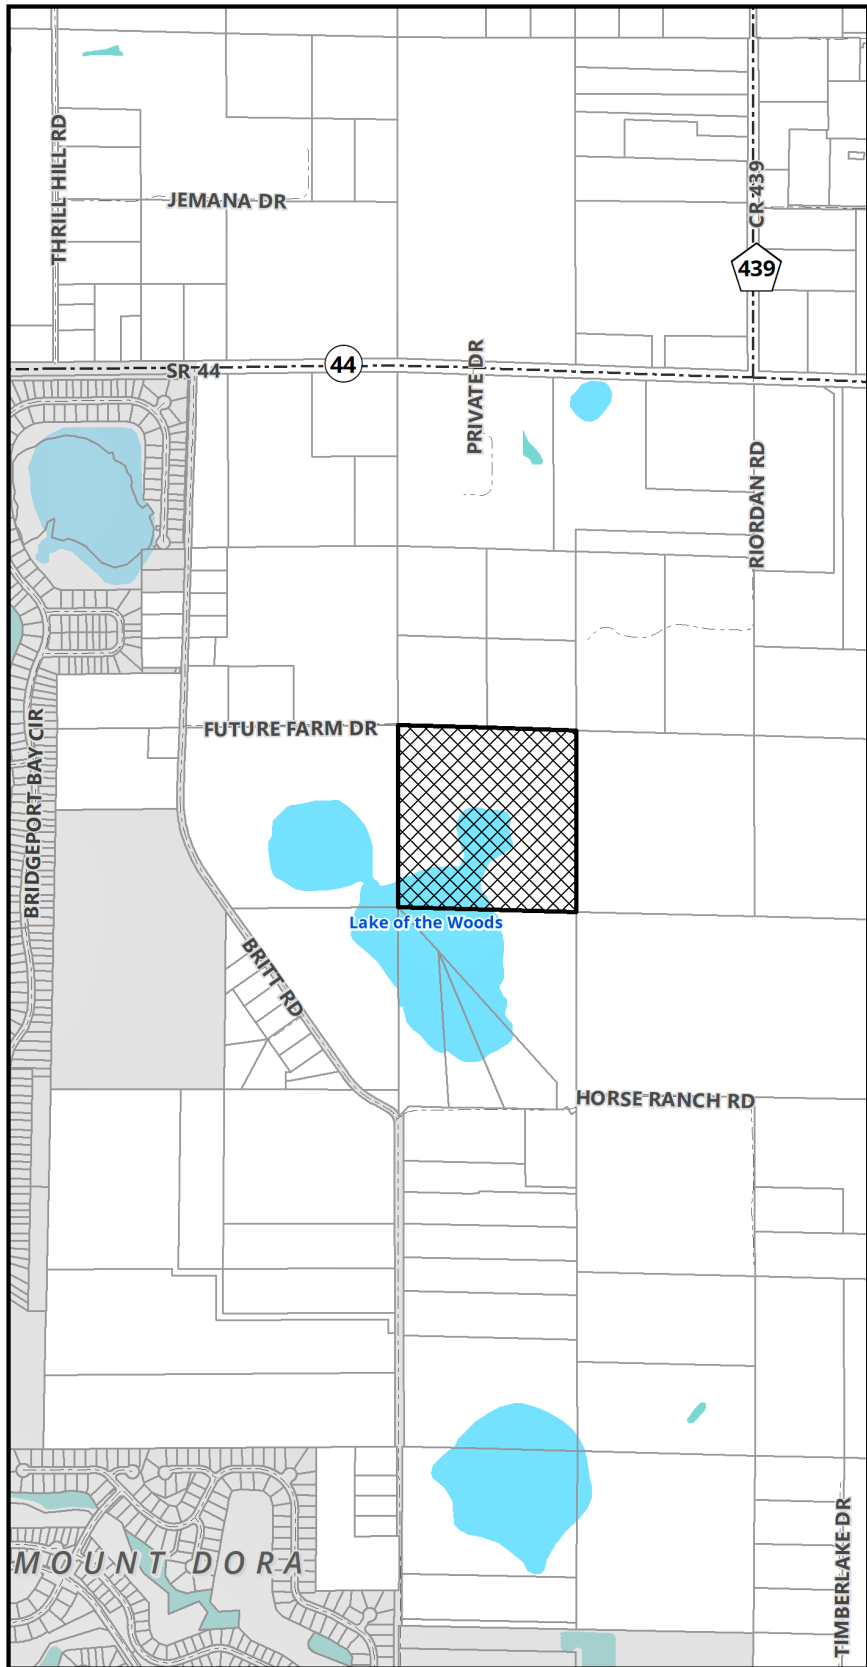 THRILL HILL RD
JEMANA DR
CR 439
439
SR 44
44
PRIVATE DR
RIORDAN RD
FUTURE FARM DR
BRIDGEPORT BAY CIR
Lake of the Woods
BRITT RD
HORSE RANCH RD
MOUNT DORA
TIMBERLAKE DR